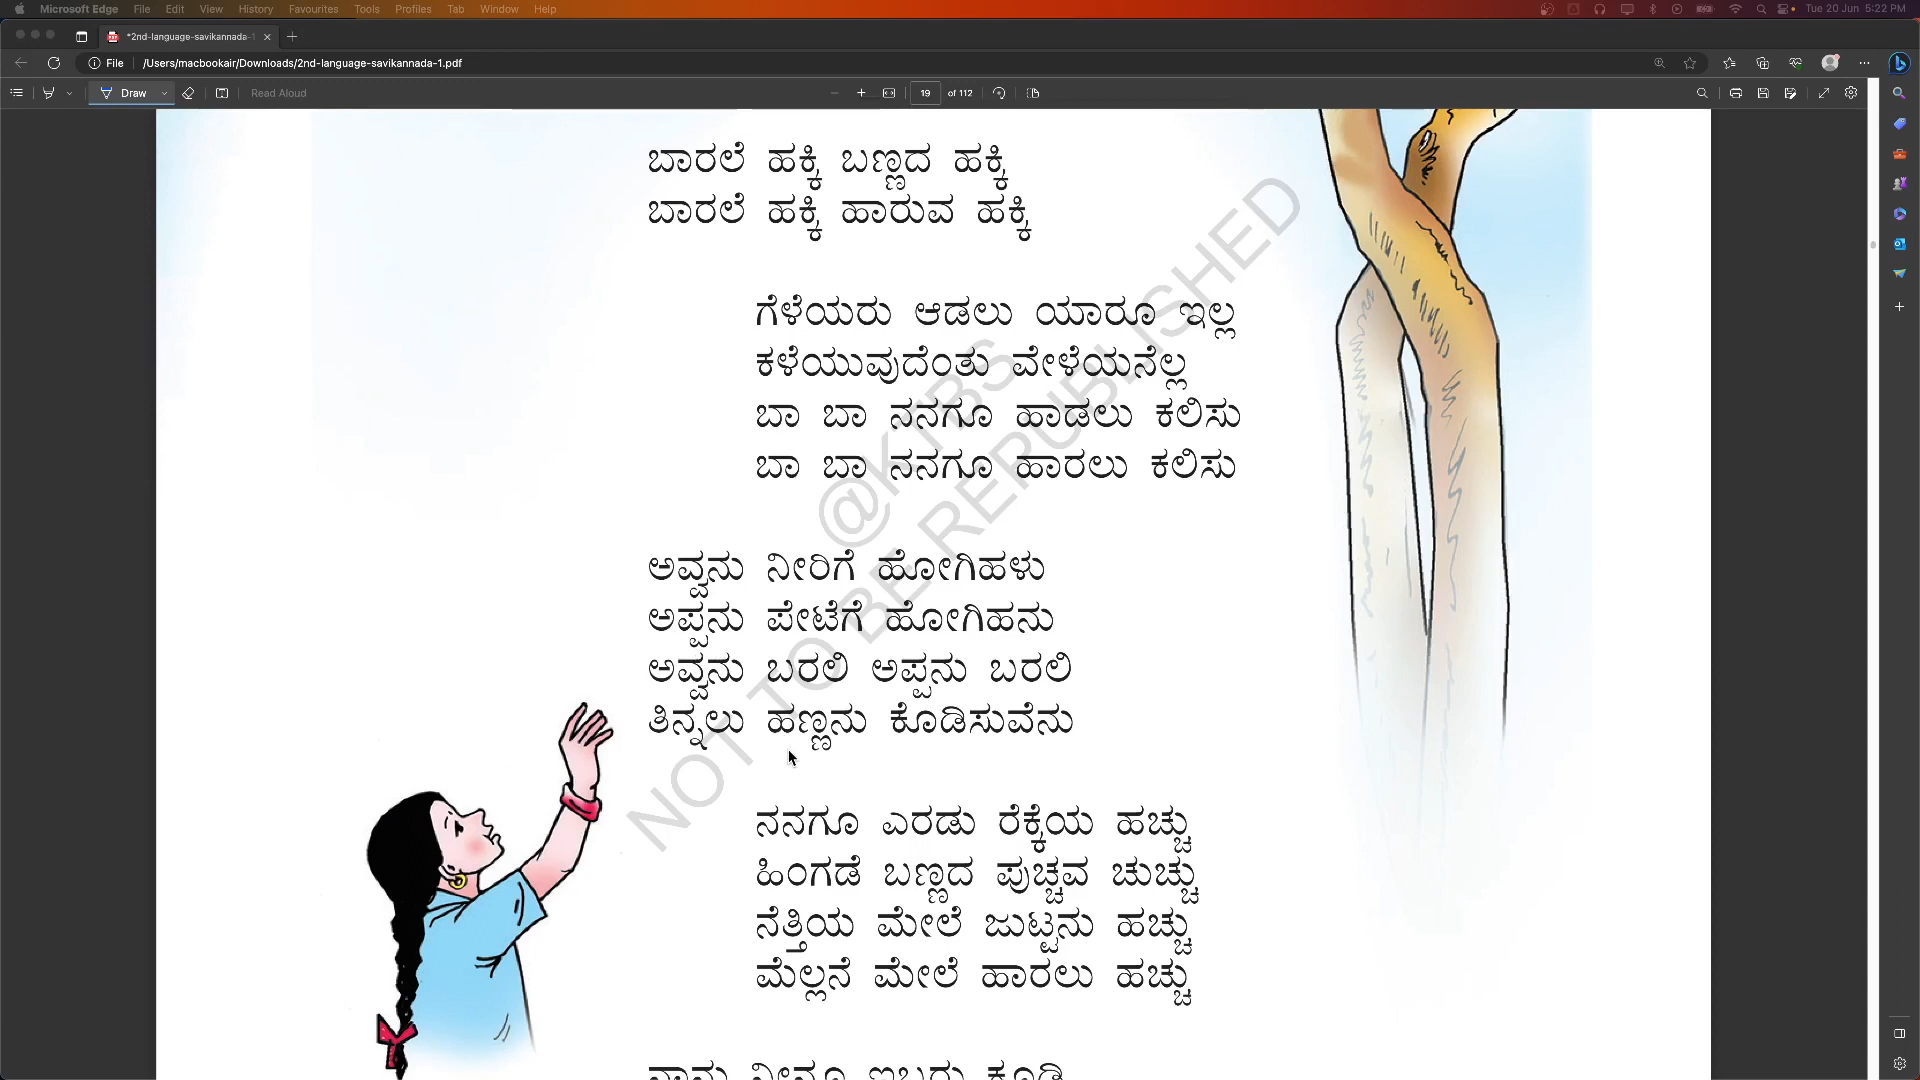 Microsoft Edge File Edit View History Favourites Tools Profiles Tab Window Help Tue 20 Jun 5:22 PM
*2nd-language-savikannada-1
File /Users/macbookair/Downloads/2nd-language-savikannada-1.pdf
Draw Read Aloud 19 of 112
ಬಾರಲೆ ಹಕ್ಕಿ ಬಣ್ಣದ ಹಕ್ಕಿ
ಬಾರಲೆ ಹಕ್ಕಿ ಹಾರುವ ಹಕ್ಕಿ
ಗೆಳೆಯರು ಆಡಲು ಯಾರೂ ಇಲ್ಲ
ಕಳೆಯುವುದೆಂತು ವೇಳೆಯನೆಲ್ಲ
ಬಾ ಬಾ ನನಗೂ ಹಾಡಲು ಕಲಿಸು
ಬಾ ಬಾ ನನಗೂ ಹಾರಲು ಕಲಿಸು
ಅವ್ವನು ನೀರಿಗೆ ಹೋಗಿಹಳು
ಅಪ್ಪನು ಪೇಟೆಗೆ ಹೋಗಿಹನು
ಅವ್ವನು ಬರಲಿ ಅಪ್ಪನು ಬರಲಿ
ತಿನ್ನಲು ಹಣ್ಣನು ಕೊಡಿಸುವೆನು
ನನಗೂ ಎರಡು ರೆಕ್ಕೆಯ ಹಚ್ಚು
ಹಿಂಗಡೆ ಬಣ್ಣದ ಪುಚ್ಚವ ಚುಚ್ಚು
ನೆತ್ತಿಯ ಮೇಲೆ ಜುಟ್ಟನು ಹಚ್ಚು
ಮೆಲ್ಲನೆ ಮೇಲೆ ಹಾರಲು ಹಚ್ಚು
@KTBS
NOT TO BE REPUBLISHED